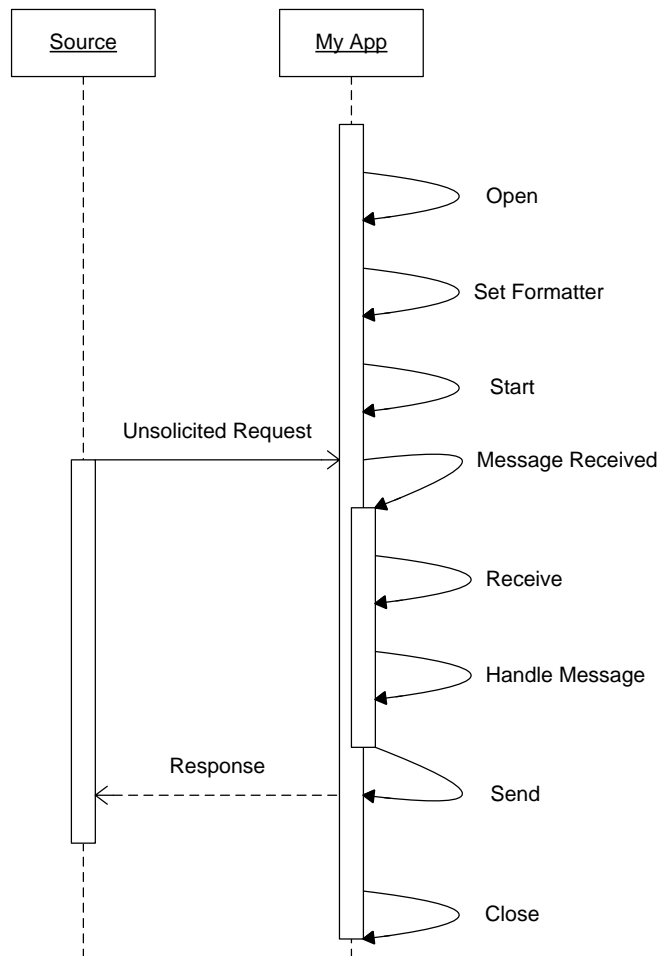 Source
My App
Open
Set Formatter
Start
Unsolicited Request
Message Received
Receive
Handle Message
Response
Send
Close